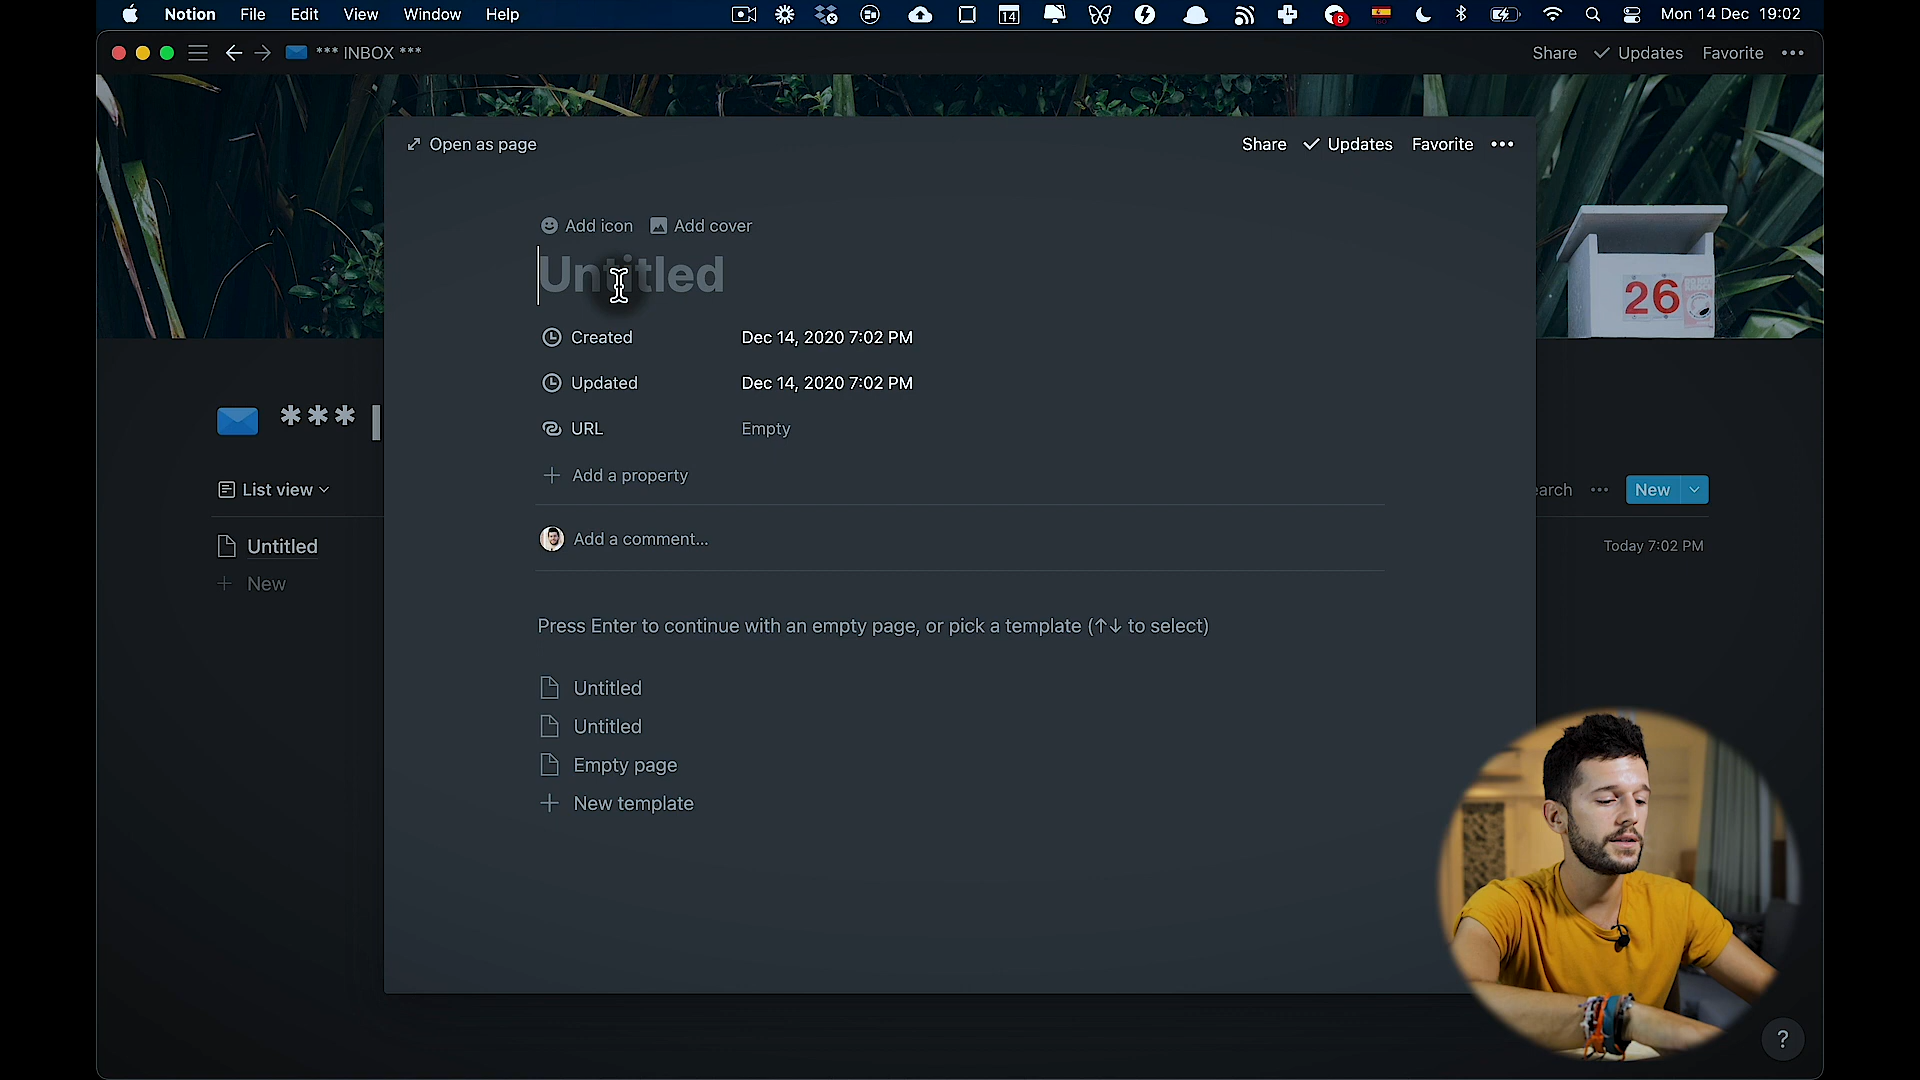 Notion File Edit View Window Help 14 8 ISO Mon 14 Dec 19:02
*** INBOX *** Share Updates Favorite
Open as page Share Updates Favorite
Add icon Add cover
Untitled
26
Created Dec 14, 2020 7:02 PM
Updated Dec 14, 2020 7:02 PM
***
URL Empty
Add a property
List view earch New
Add a comment...
Untitled Today 7:02 PM
New
Press Enter to continue with an empty page, or pick a template (↑↓ to select)
Untitled
Untitled
Empty page
New template
?